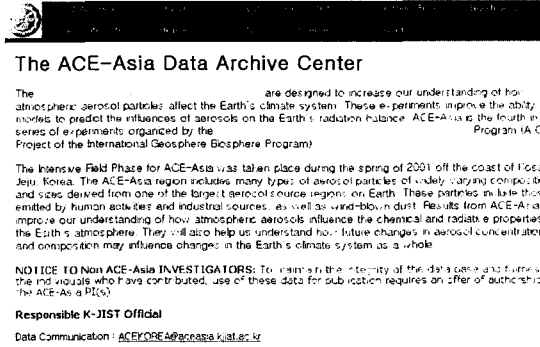 The ACE-Asia Data Archive Center
The are designed to increase our understanding of how
atmospheric aerosol particles affect the Earth's climate system. These experiments improve the ability
models to predict the influences of aerosols on the Earth's radiation balance. ACE-Asia is the fourth in
series of experiments organized by the Program (A C
Project of the International Geosphere Biosphere Program)
The Intensive Field Phase for ACE-Asia was taken place during the spring of 2001 off the coast of
Jeju, Korea. The ACE-Asia region includes many types of aerosol particles of widely varying compositi
and sizes derived from one of the largest aerosol source regions on Earth. These particles include thos
emitted by human activities and industrial sources, as well as wind-blown dust. Results from ACE-Asia
improve our understanding of how atmospheric aerosols influence the chemical and radiative properties
the Earth's atmosphere. They will also help us understand how future changes in aerosol concentration
and composition may influence changes in the Earth's climate system as a whole
NOTICE TO Non ACE-Asia INVESTIGATORS: To maintain the integrity of the data base and fairness
the individuals who have contributed, use of these data for publication requires an offer of authorship
the ACE-Asia PI(s)
Responsible K-JIST Official
Data Communication : ACEKOREA@aceasia.kjist.ac.kr